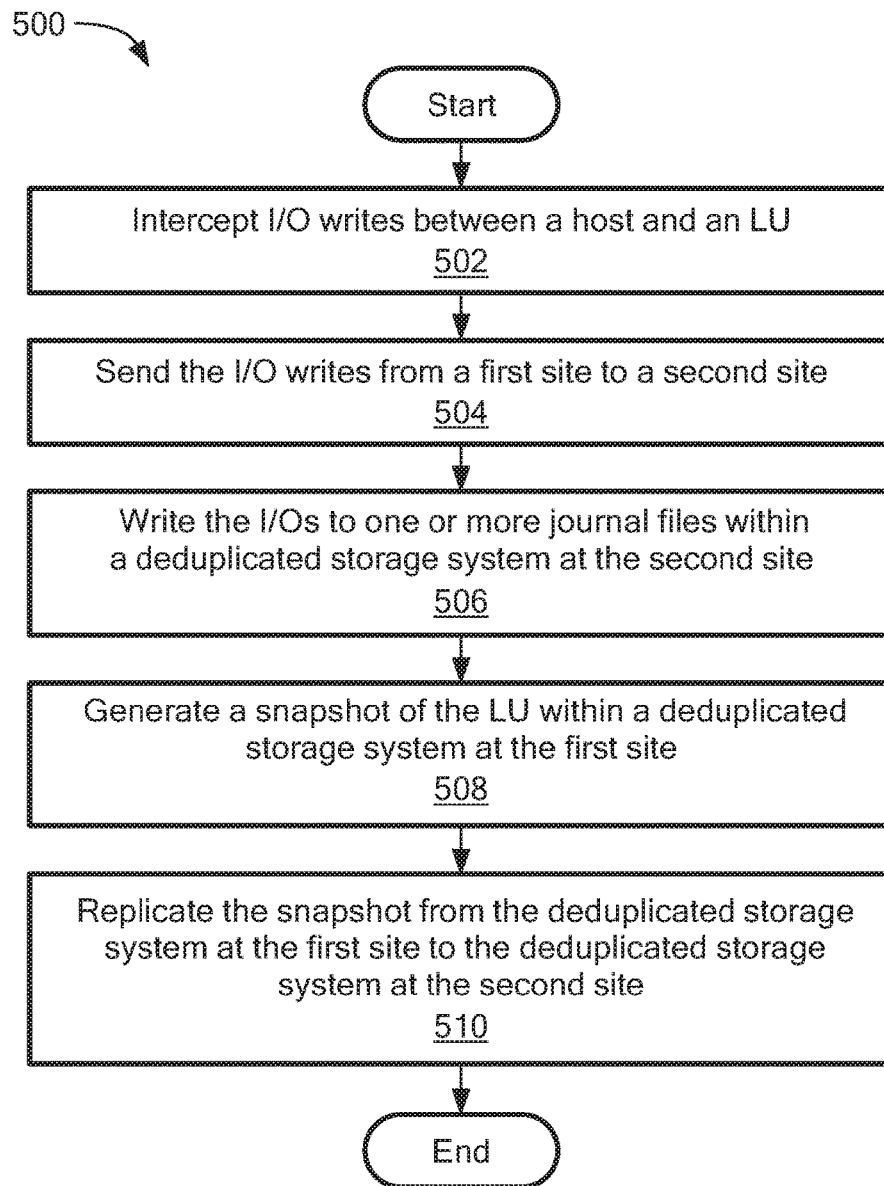 500
Start
Intercept I/O writes between a host and an LU
502
Send the I/O writes from a first site to a second site
504
Write the I/Os to one or more journal files within
a deduplicated storage system at the second site
506
Generate a snapshot of the LU within a deduplicated
storage system at the first site
508
Replicate the snapshot from the deduplicated storage
system at the first site to the deduplicated storage
system at the second site
510
End